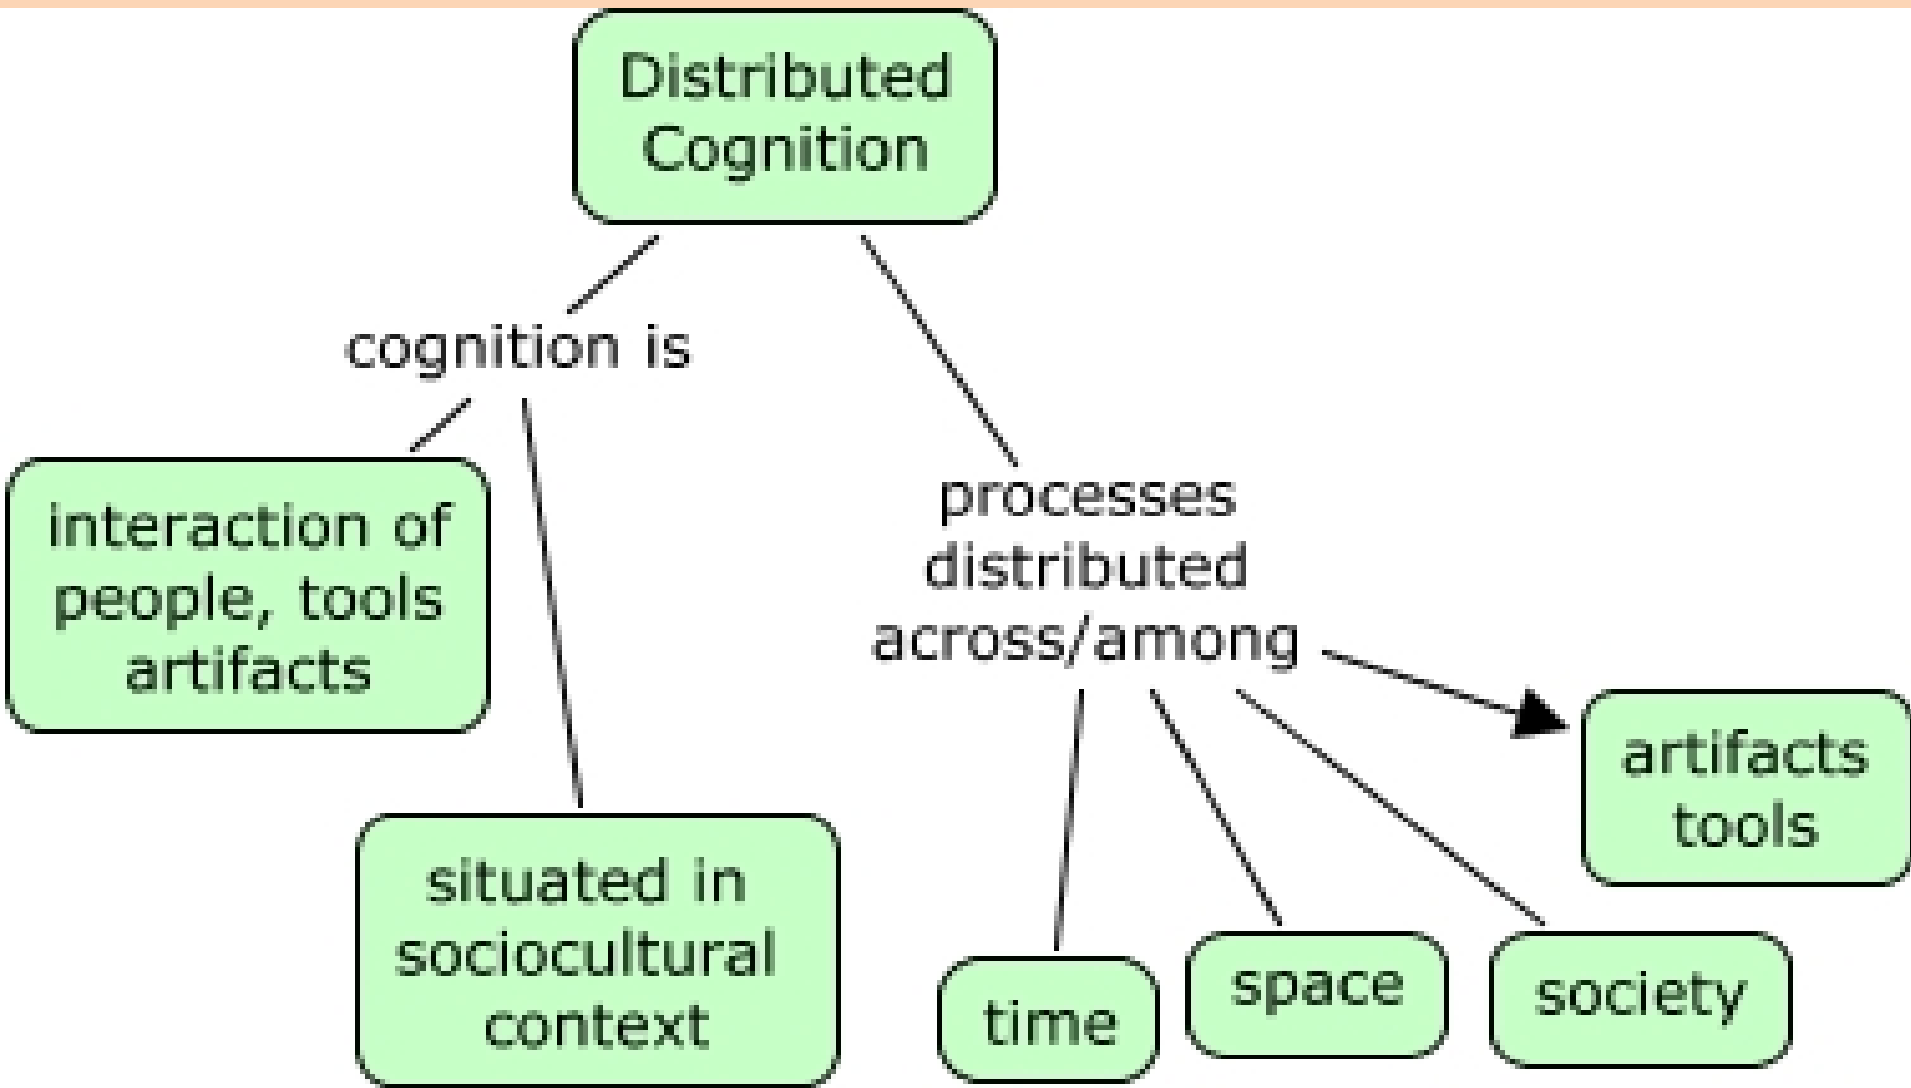 Distributed
Cognition
cognition is
interaction of
people, tools
artifacts
situated in
sociocultural
context
processes
distributed
across/among
time
space
society
artifacts
tools